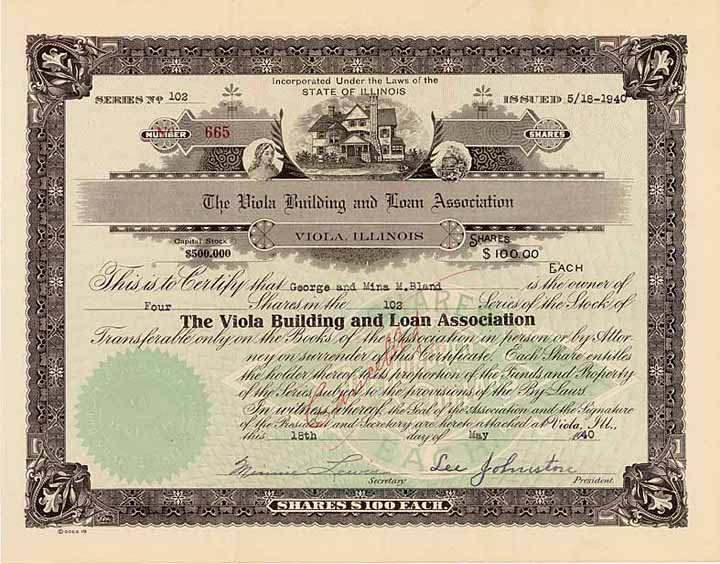 Incorporated Under the Laws of the
STATE OF ILLINOIS
SERIES No 102
ISSUED 5/18-1940
NUMBER 665
SHARES
The Viola Building and Loan Association
VIOLA, ILLINOIS
Capital Stock
$500.000
SHARES
$100.00
EACH
This is to Certify that George and Mina M.Bland is the owner of
Four Shares in the 102 Series of the Stock of
The Viola Building and Loan Association
Transferable only on the Books of the Association in person or by Attor-
ney on surrender of this Certificate. Each Share entitles
the holder thereof to its proportion of the Funds and Property
of the Series subject to the provisions of the By-Laws.
In witness whereof, the Seal of the Association and the Signature
of the President and Secretary are hereto attached at Viola, Ill.,
this 18th day of May 1940
Cancelled
Minnie Lewis
Lee Johnston
Secretary.
President.
SHARES $100 EACH.
© GOES